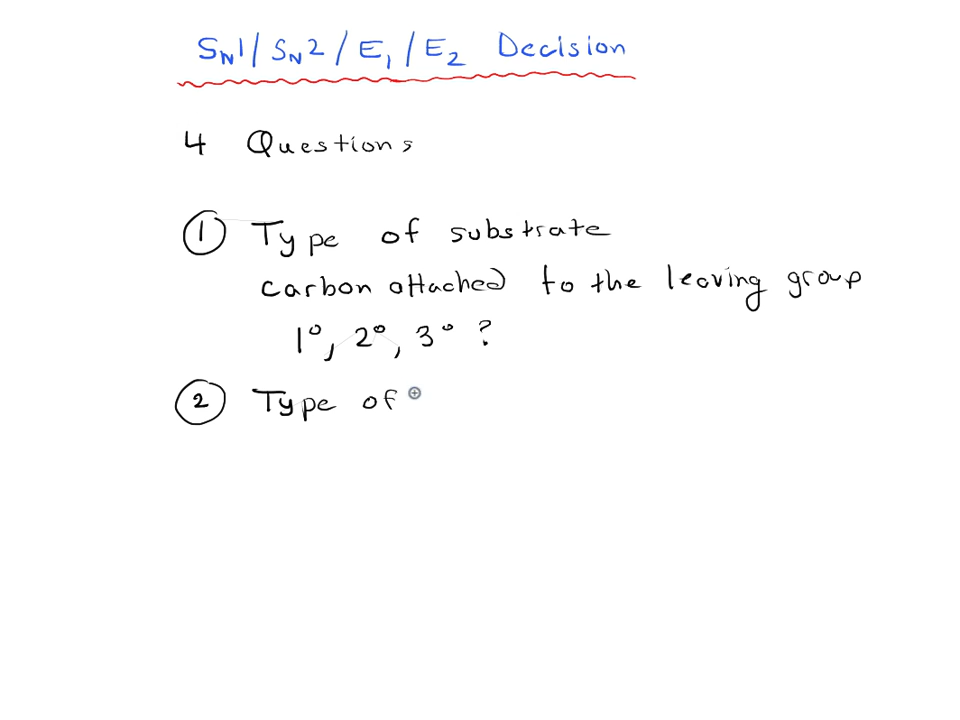 SN1/SN2/E1/E2 Decision
4 Questions
1 Type of substrate
carbon attached to the leaving group
1°, 2°, 3° ?
2 Type of